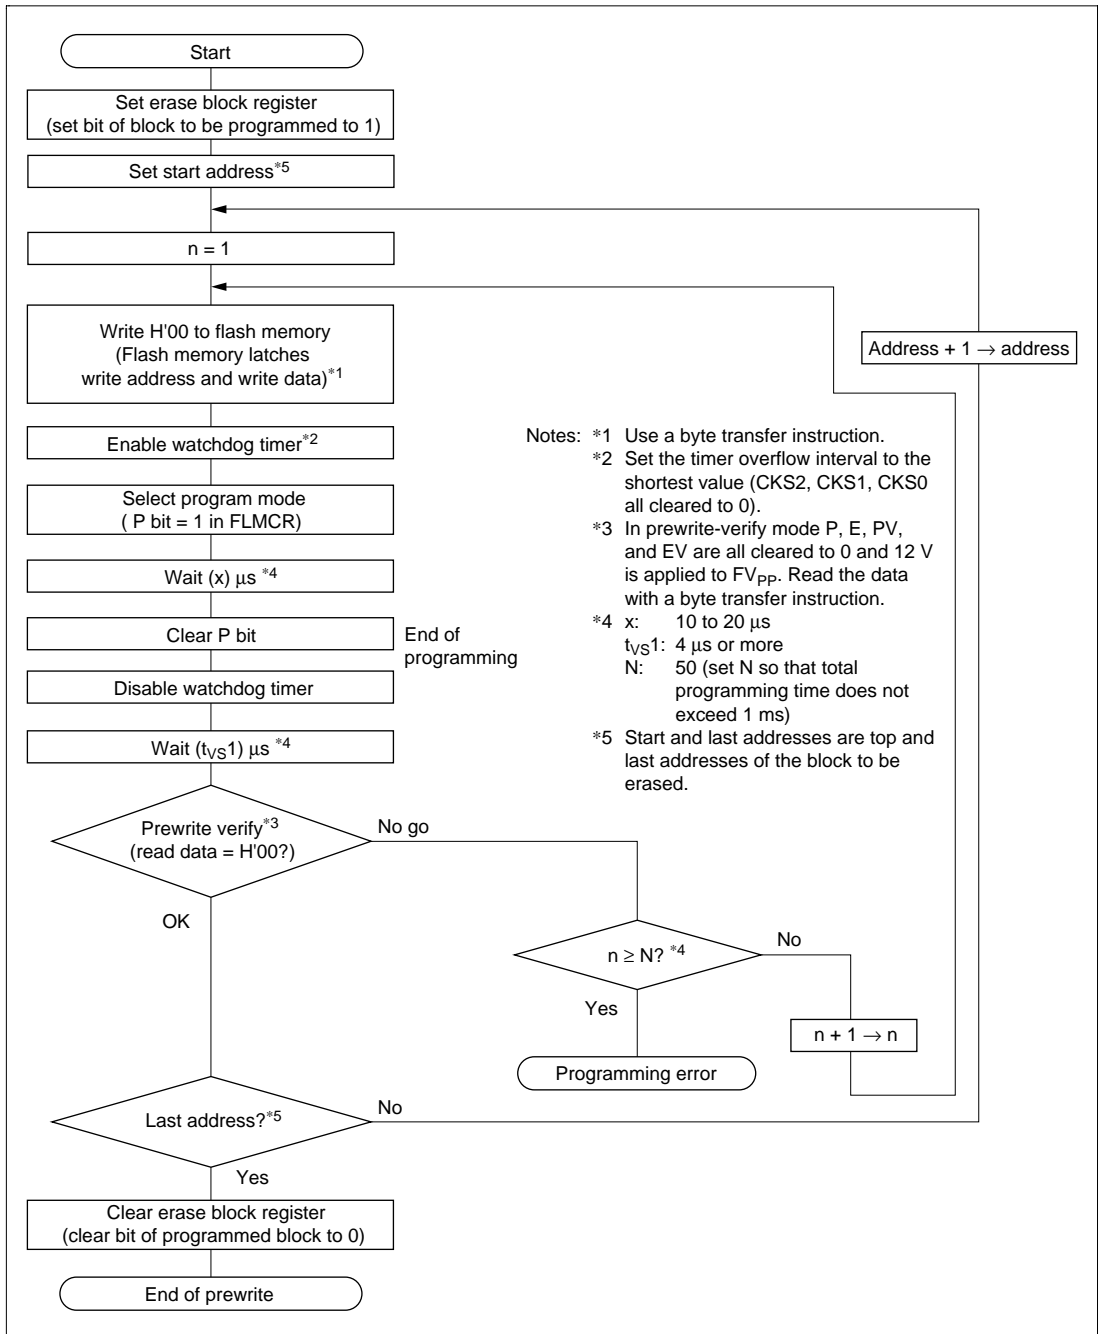 Start
Set erase block register
(set bit of block to be programmed to 1)
Set start address*5
n = 1
Write H'00 to flash memory
(Flash memory latches
write address and write data)*1
Address + 1 → address
Enable watchdog timer*2
Select program mode
( P bit = 1 in FLMCR)
Wait (x) μs *4
Clear P bit
End of
programming
Disable watchdog timer
Wait (tVS1) μs *4
Notes: *1 Use a byte transfer instruction.
*2 Set the timer overflow interval to the
shortest value (CKS2, CKS1, CKS0
all cleared to 0).
*3 In prewrite-verify mode P, E, PV,
and EV are all cleared to 0 and 12 V
is applied to FVPP. Read the data
with a byte transfer instruction.
*4 x: 10 to 20 μs
tVS1: 4 μs or more
N: 50 (set N so that total
programming time does not
exceed 1 ms)
*5 Start and last addresses are top and
last addresses of the block to be
erased.
Prewrite verify*3
(read data = H'00?)
No go
OK
n ≥ N? *4
No
Yes
n + 1 → n
Programming error
Last address?*5
No
Yes
Clear erase block register
(clear bit of programmed block to 0)
End of prewrite